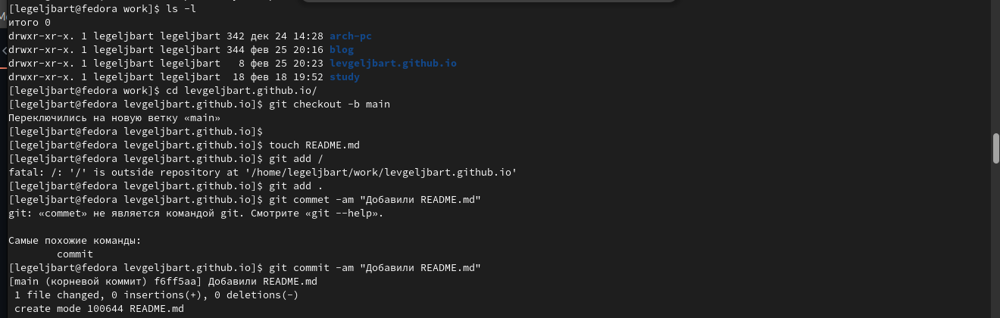 [legeljbart@fedora work]$ ls -l
итого 0
drwxr-xr-x. 1 legeljbart legeljbart 342 дек 24 14:28 arch-pc
drwxr-xr-x. 1 legeljbart legeljbart 344 фев 25 20:16 blog
drwxr-xr-x. 1 legeljbart legeljbart   8 фев 25 20:23 levgeljbart.github.io
drwxr-xr-x. 1 legeljbart legeljbart  18 фев 18 19:52 study
[legeljbart@fedora work]$ cd levgeljbart.github.io/
[legeljbart@fedora levgeljbart.github.io]$ git checkout -b main
Переключились на новую ветку «main»
[legeljbart@fedora levgeljbart.github.io]$
[legeljbart@fedora levgeljbart.github.io]$ touch README.md
[legeljbart@fedora levgeljbart.github.io]$ git add /
fatal: /: '/' is outside repository at '/home/legeljbart/work/levgeljbart.github.io'
[legeljbart@fedora levgeljbart.github.io]$ git add .
[legeljbart@fedora levgeljbart.github.io]$ git commet -am "Добавили README.md"
git: «commet» не является командой git. Смотрите «git --help».

Самые похожие команды:
        commit
[legeljbart@fedora levgeljbart.github.io]$ git commit -am "Добавили README.md"
[main (корневой коммит) f6ff5aa] Добавили README.md
 1 file changed, 0 insertions(+), 0 deletions(-)
 create mode 100644 README.md